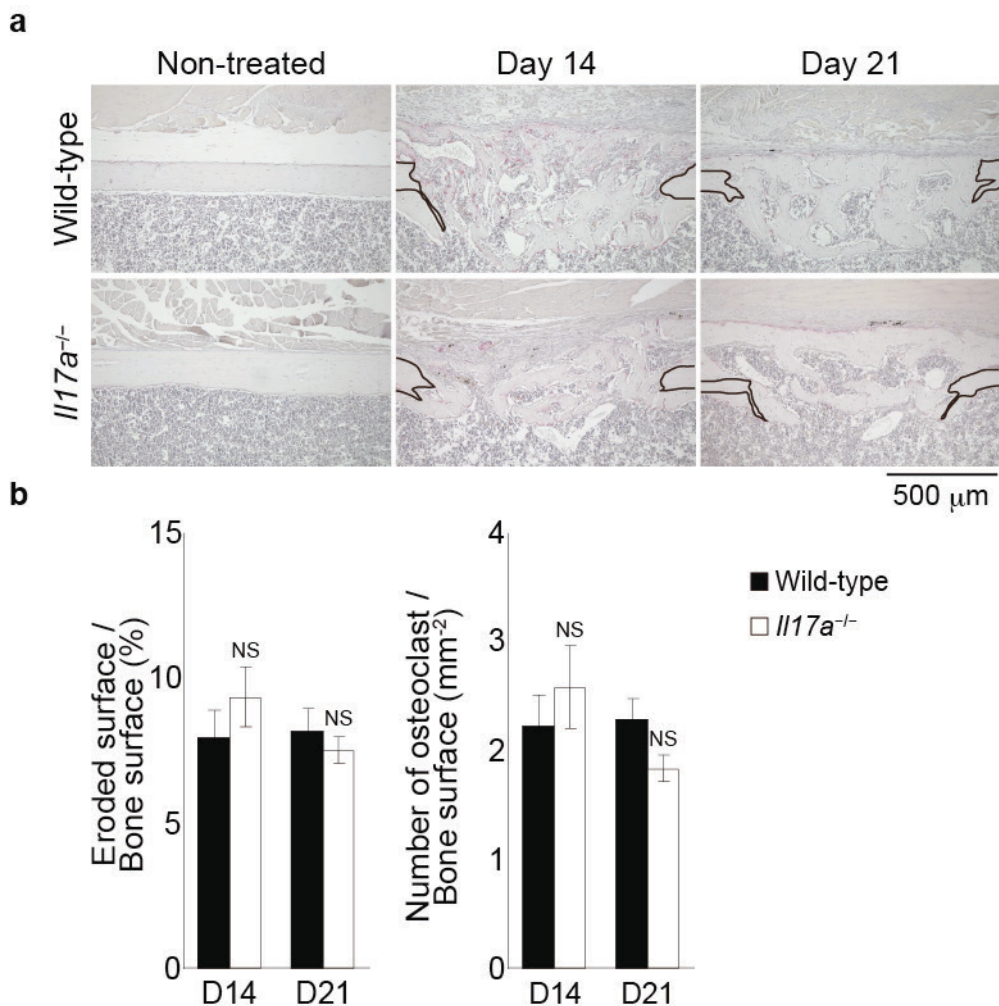 a
Non-treated
Day 14
Day 21
Wild-type
Il17a–/–
500 μm
b
Eroded surface /
Bone surface (%)
15
10
5
0
NS
NS
D14
D21
Number of osteoclast /
Bone surface (mm-2)
4
3
2
1
0
NS
NS
D14
D21
Wild-type
Il17a–/–